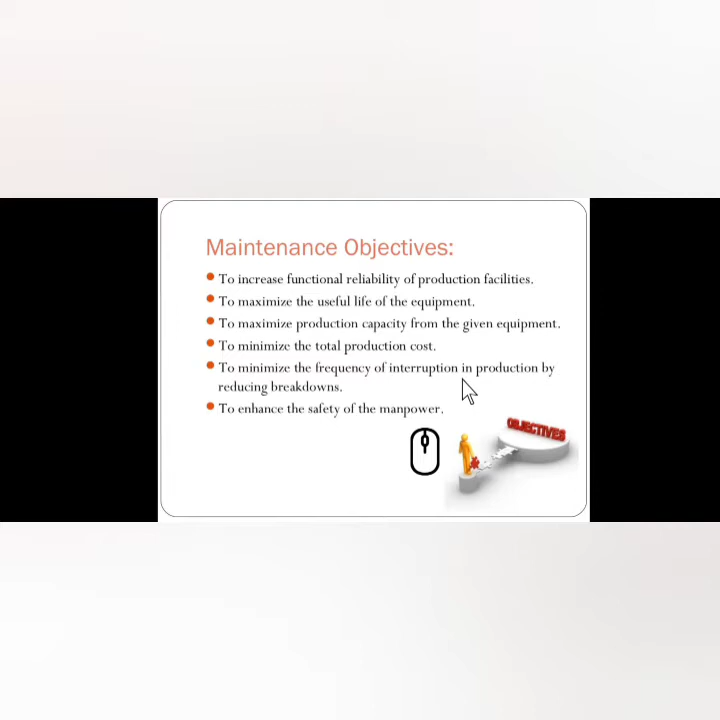 Maintenance Objectives:
To increase functional reliability of production facilities.
To maximize the useful life of the equipment.
To maximize production capacity from the given equipment.
To minimize the total production cost.
To minimize the frequency of interruption in production by
reducing breakdowns.
To enhance the safety of the manpower.
OBJECTIVES